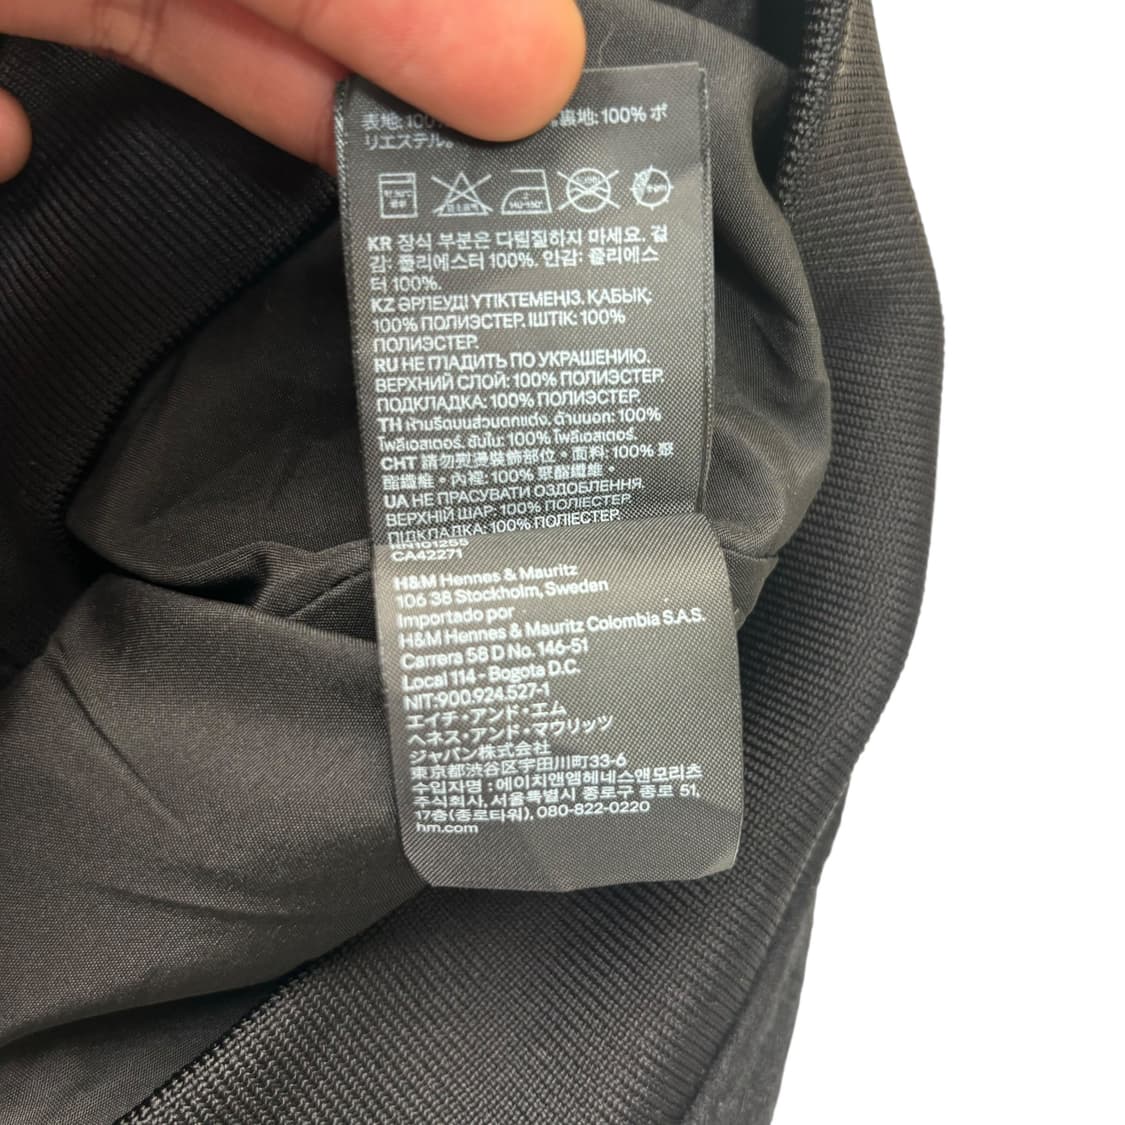 表地: 100 裏地: 100% ポ
リエステル。
KR 장식 부분은 다림질하지 마세요. 겉
감: 폴리에스터 100%. 안감: 폴리에스
터 100%.
KZ ӘРЛЕУДІ ҮТІКТЕМЕҢІЗ. ҚАБЫҚ:
100% ПОЛИЭСТЕР. ІШТІК: 100%
ПОЛИЭСТЕР.
RU НЕ ГЛАДИТЬ ПО УКРАШЕНИЮ.
ВЕРХНИЙ СЛОЙ: 100% ПОЛИЭСТЕР.
ПОДКЛАДКА: 100% ПОЛИЭСТЕР.
TH ห้ามรีดบนส่วนตกแต่ง. ด้านนอก: 100%
โพลีเอสเตอร์. ซับใน: 100% โพลีเอสเตอร์.
CHT 請勿熨燙裝飾部位。面料: 100% 聚
酯纖維。內裡: 100% 聚酯纖維。
UA НЕ ПРАСУВАТИ ОЗДОБЛЕННЯ.
ВЕРХНІЙ ШАР: 100% ПОЛІЕСТЕР.
ПІДКЛАДКА: 100% ПОЛІЕСТЕР.
RN101255
CA42271
H&M Hennes & Mauritz
106 38 Stockholm, Sweden
Importado por
H&M Hennes & Mauritz Colombia S.A.S.
Carrera 58 D No. 146-51
Local 114 - Bogota D.C.
NIT:900.924.527-1
エイチ・アンド・エム
ヘネス・アンド・マウリッツ
ジャパン株式会社
東京都渋谷区宇田川町33-6
수입자명 : 에이치앤엠헤네스앤모리츠
주식회사, 서울특별시 종로구 종로 51,
17층(종로타워), 080-822-0220
hm.com